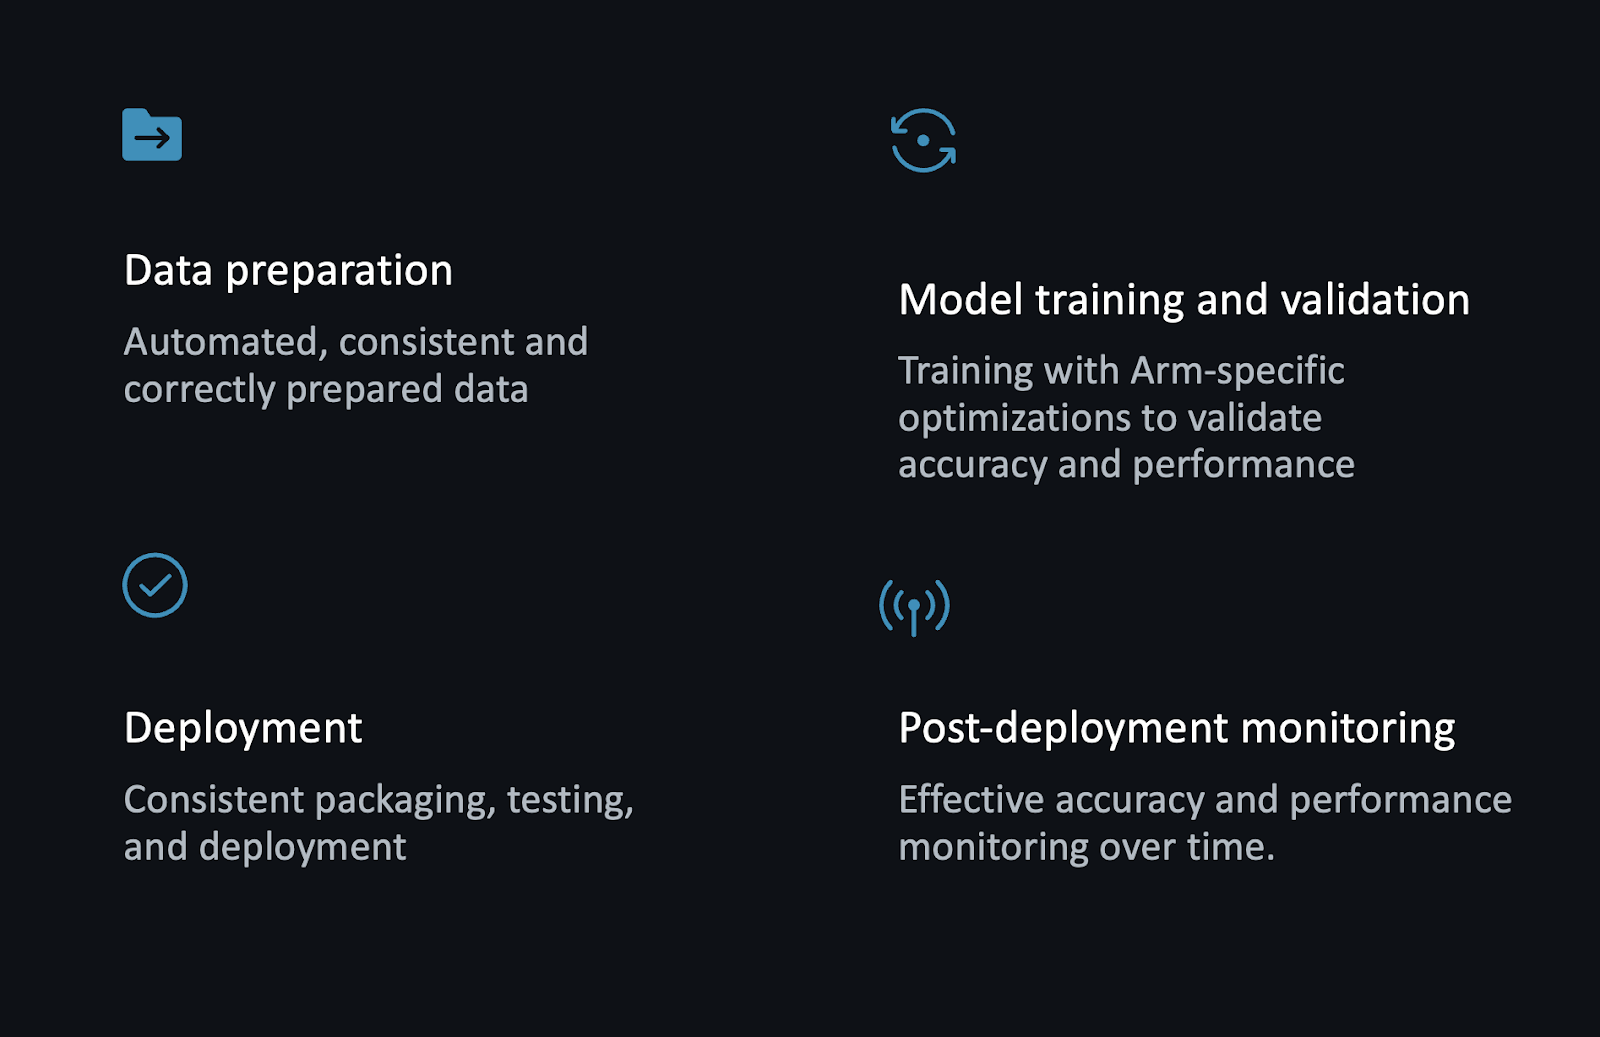 Data preparation
Automated, consistent and
correctly prepared data
Model training and validation
Training with Arm-specific
optimizations to validate
accuracy and performance
Deployment
Consistent packaging, testing,
and deployment
Post-deployment monitoring
Effective accuracy and performance
monitoring over time.